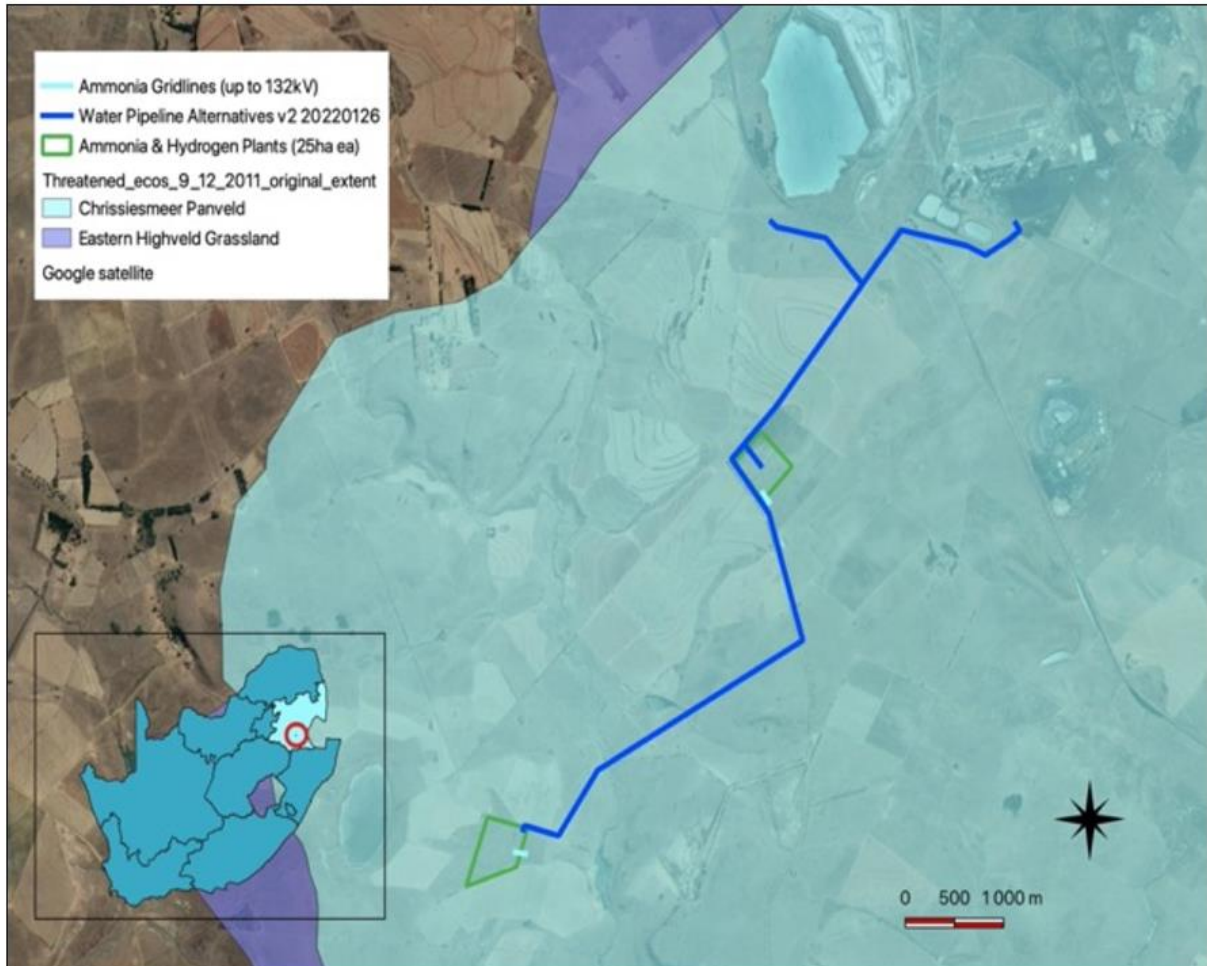 Ammonia Gridlines (up to 132kV)
Water Pipeline Alternatives v2 20220126
Ammonia & Hydrogen Plants (25ha ea)
Threatened_ecos_9_12_2011_original_extent
Chrissiesmeer Panveld
Eastern Highveld Grassland
Google satellite
0 500 1 000 m